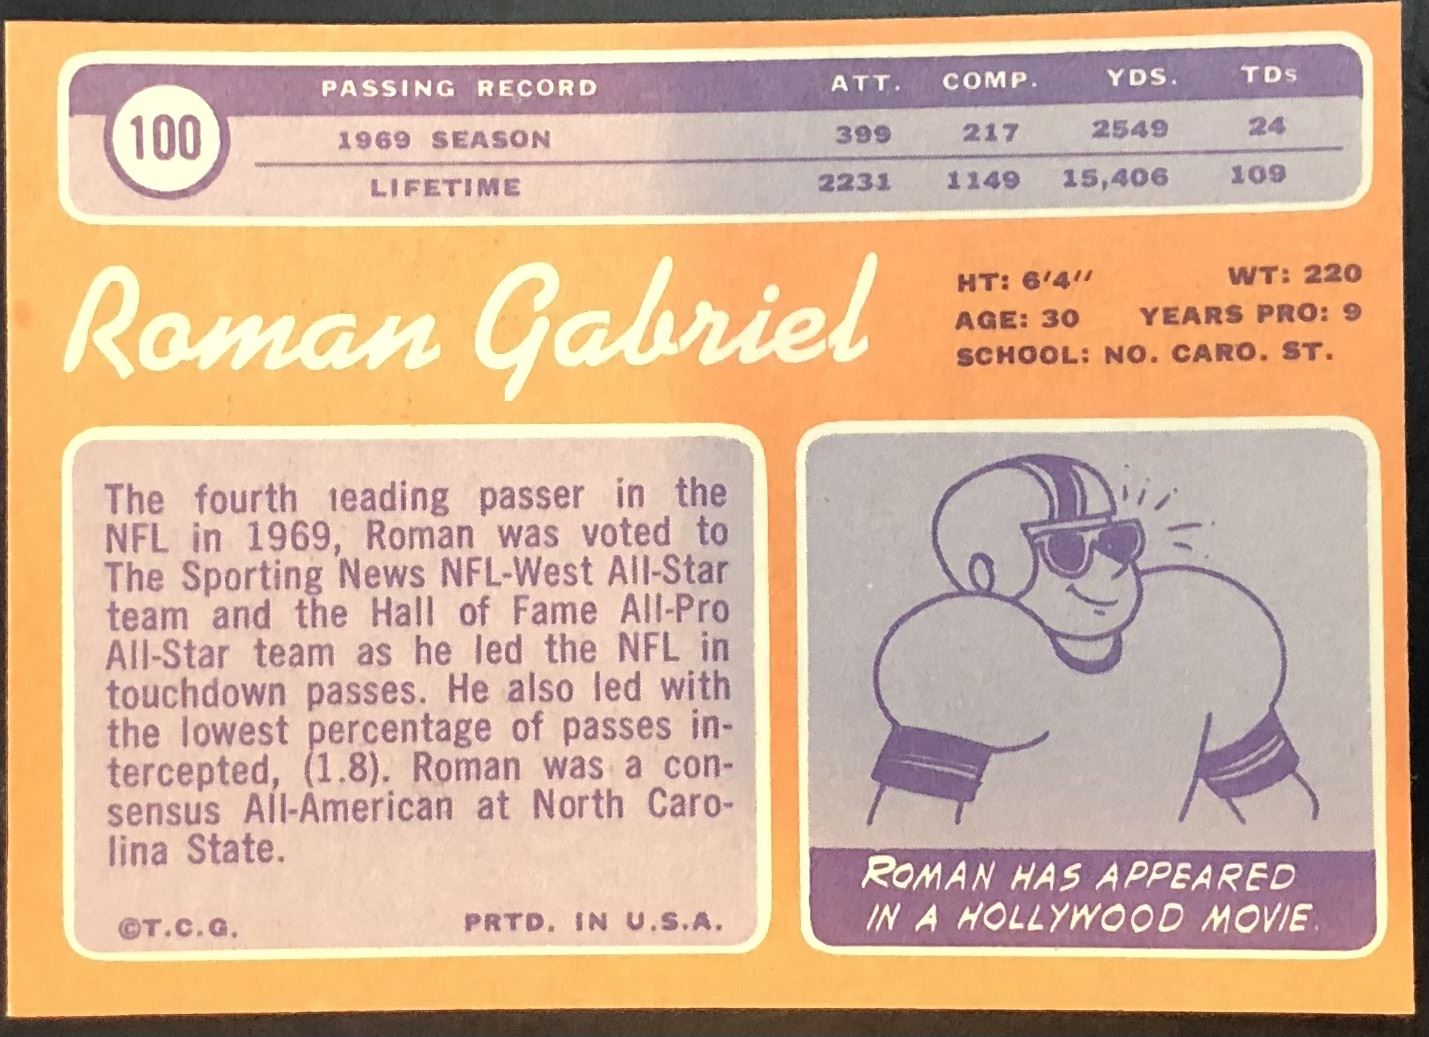 PASSING RECORD ATT. COMP. YDS. TDs
100
1969 SEASON 399 217 2549 24
LIFETIME 2231 1149 15,406 109
Roman Gabriel
HT: 6'4" WT: 220
AGE: 30 YEARS PRO: 9
SCHOOL: NO. CARO. ST.
The fourth leading passer in the
NFL in 1969, Roman was voted to
The Sporting News NFL-West All-Star
team and the Hall of Fame All-Pro
All-Star team as he led the NFL in
touchdown passes. He also led with
the lowest percentage of passes in-
tercepted, (1.8). Roman was a con-
sensus All-American at North Caro-
lina State.
©T.C.G. PRTD. IN U.S.A.
ROMAN HAS APPEARED
IN A HOLLYWOOD MOVIE.